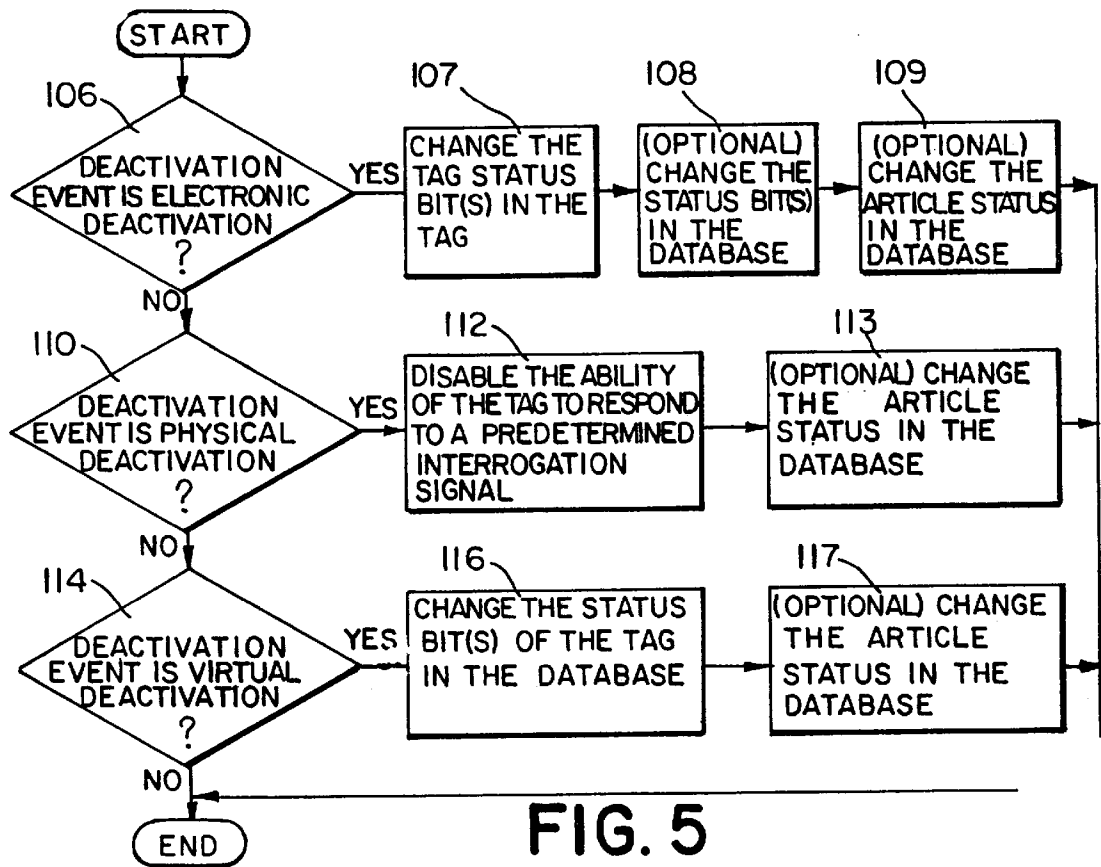 START
106
DEACTIVATION
EVENT IS ELECTRONIC
DEACTIVATION
?
YES
NO
107
CHANGE THE
TAG STATUS
BIT(S) IN THE
TAG
108
(OPTIONAL)
CHANGE THE
STATUS BIT(S)
IN THE
DATABASE
109
(OPTIONAL)
CHANGE THE
ARTICLE STATUS
IN THE
DATABASE
110
DEACTIVATION
EVENT IS PHYSICAL
DEACTIVATION
?
YES
NO
112
DISABLE THE ABILITY
OF THE TAG TO RESPOND
TO A PREDETERMINED
INTERROGATION
SIGNAL
113
(OPTIONAL) CHANGE
THE ARTICLE
STATUS IN THE
DATABASE
114
DEACTIVATION
EVENT IS VIRTUAL
DEACTIVATION
?
YES
NO
116
CHANGE THE STATUS
BIT(S) OF THE TAG
IN THE DATABASE
117
(OPTIONAL) CHANGE
THE ARTICLE
STATUS IN THE
DATABASE
END
FIG. 5